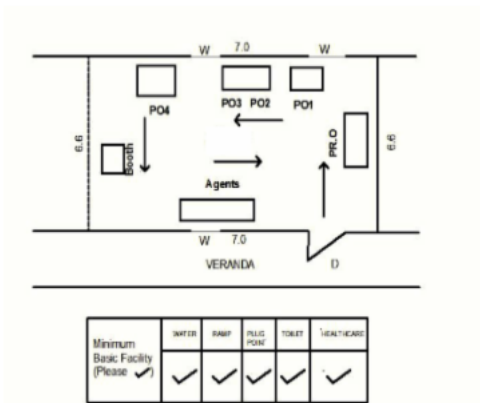 W 7.0 W
PO4 PO3 PO2 PO1
6.6
Booth
PR.O
6.6
Agents
W 7.0
VERANDA D
Minimum
Basic Facility
(Please ✓)
WATER RAMP PLUG POINT TOILET HEALTHCARE
✓ ✓ ✓ ✓ ✓